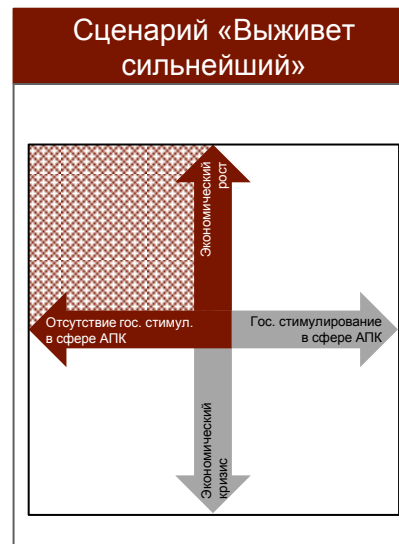 Сценарий «Выживет
сильнейший»
Экономический
рост
Отсутствие гос. стимул.
в сфере АПК
Гос. стимулирование
в сфере АПК
Экономический
кризис